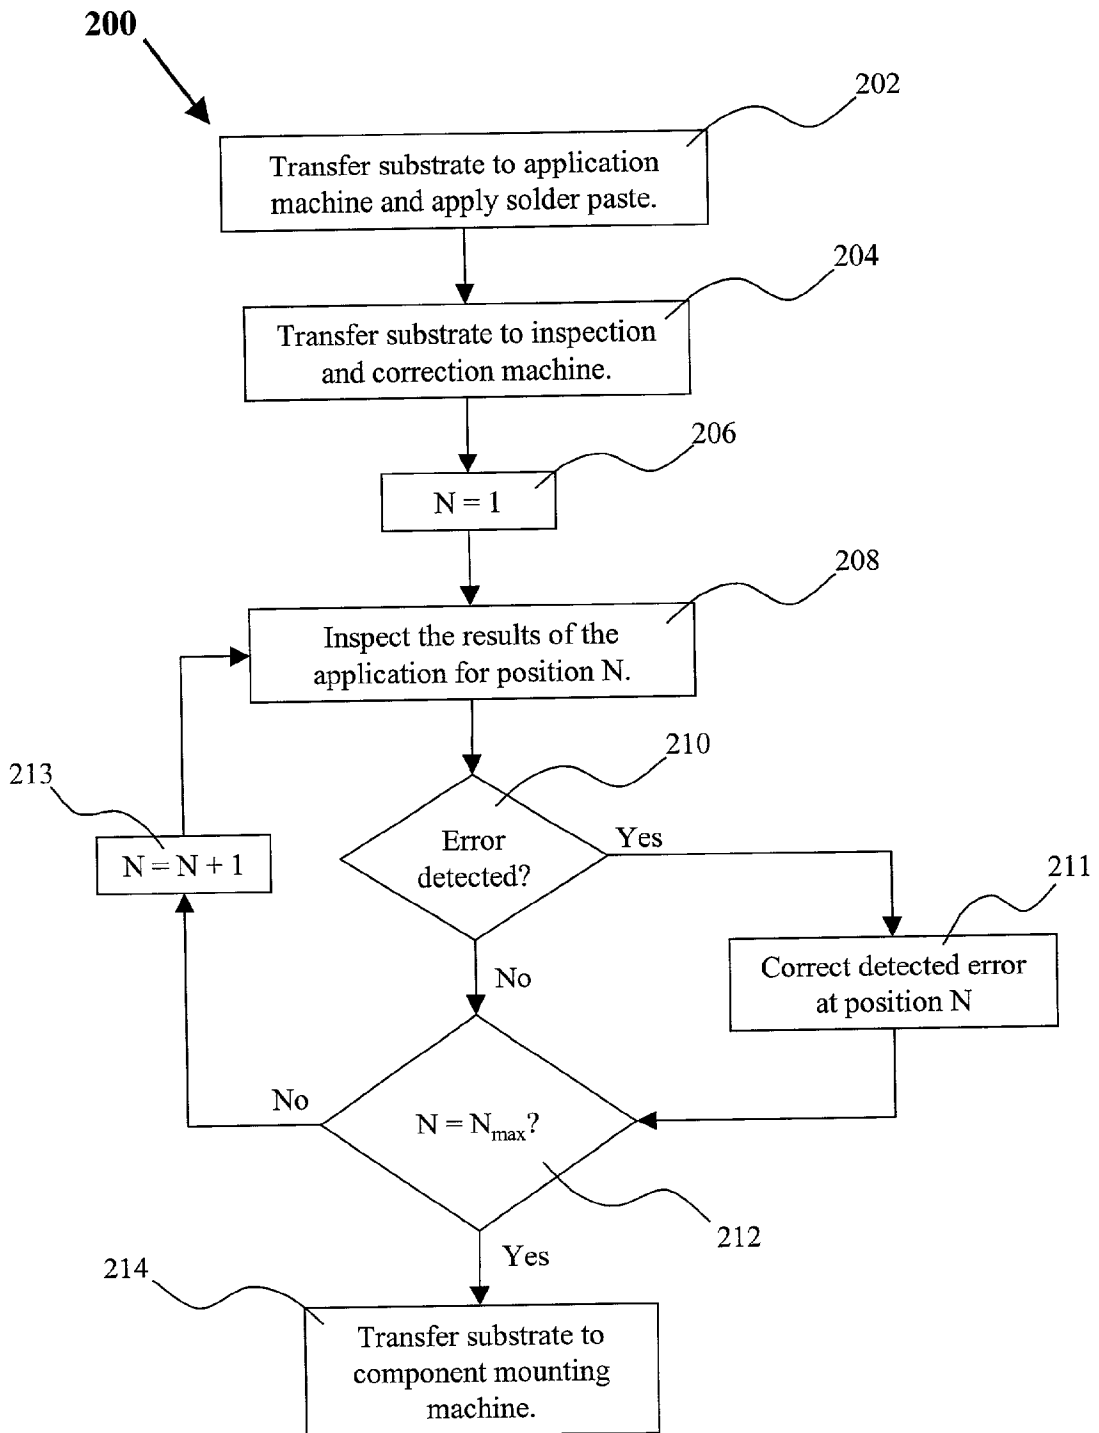 200
202
Transfer substrate to application
machine and apply solder paste.
204
Transfer substrate to inspection
and correction machine.
206
N = 1
208
Inspect the results of the
application for position N.
210
213
Error
detected?
Yes
N = N + 1
211
Correct detected error
at position N
No
No
N = Nmax?
212
Yes
214
Transfer substrate to
component mounting
machine.